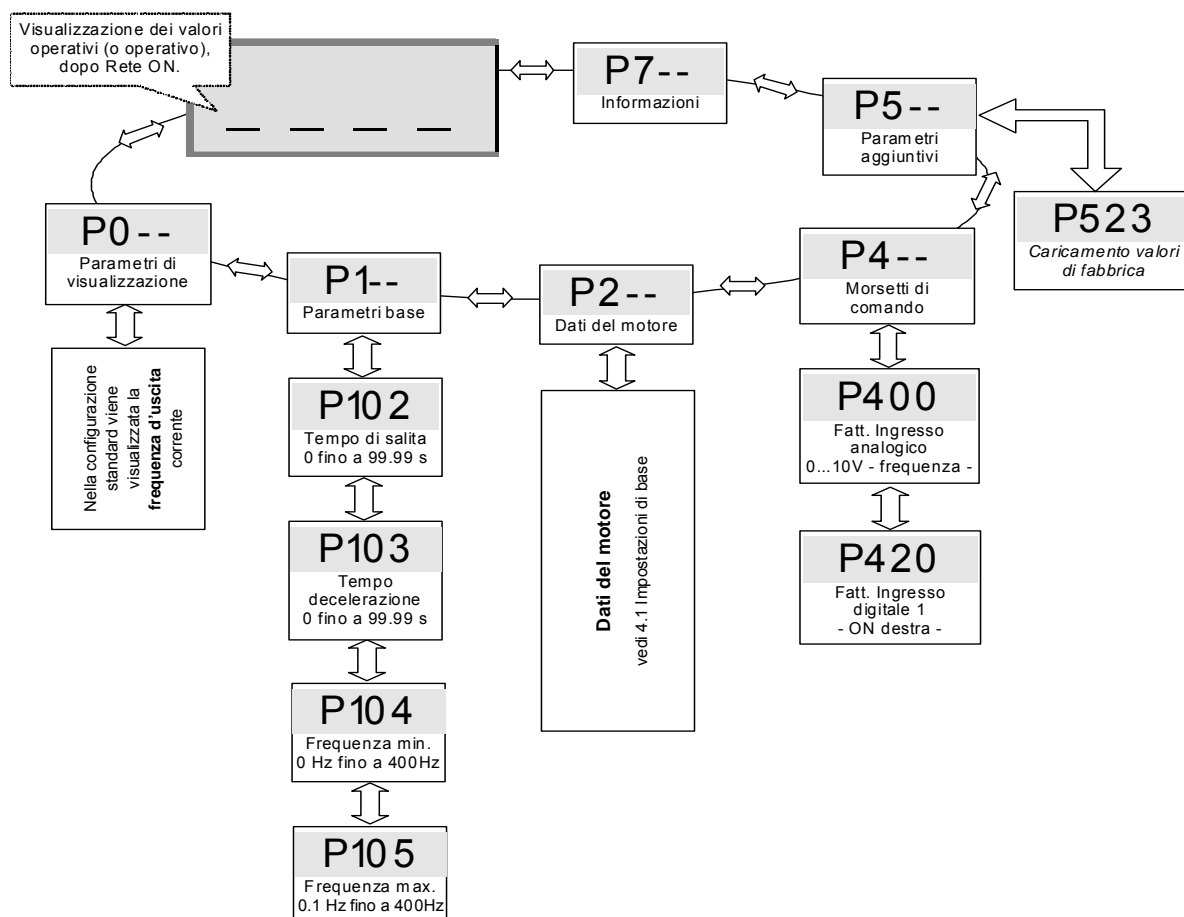 Visualizzazione dei valori
operativi (o operativo),
dopo Rete ON.
P7--
Informazioni
P5--
Parametri
aggiuntivi
P523
Caricamento valori
di fabbrica
P0--
Parametri di
visualizzazione
P1--
Parametri base
P2--
Dati del motore
P4--
Morsetti di
comando
Nella configurazione
standard viene
visualizzata la
frequenza d'uscita
corrente
P102
Tempo di salita
0 fino a 99.99 s
P103
Tempo
decelerazione
0 fino a 99.99 s
P104
Frequenza min.
0 Hz fino a 400Hz
P105
Frequenza max.
0.1 Hz fino a 400Hz
Dati del motore
vedi 4.1 Impostazioni di base
P400
Fatt. Ingresso
analogico
0...10V - frequenza -
P420
Fatt. Ingresso
digitale 1
- ON destra -